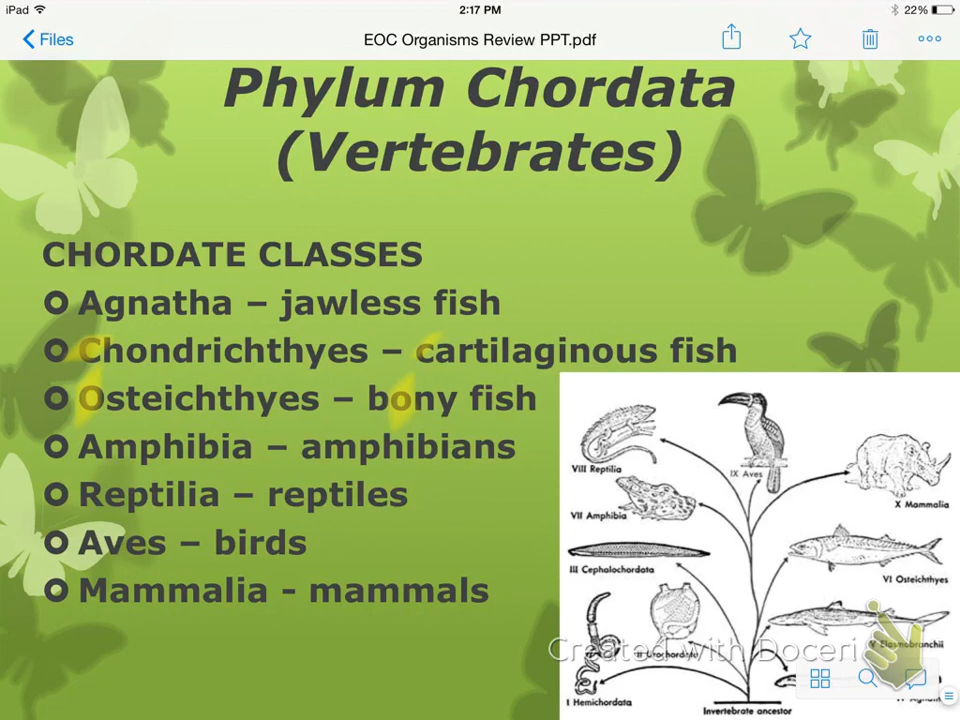 iPad
2:17 PM
22%
Files
EOC Organisms Review PPT.pdf
Phylum Chordata
(Vertebrates)
CHORDATE CLASSES
Agnatha – jawless fish
Chondrichthyes – cartilaginous fish
Osteichthyes – bony fish
Amphibia – amphibians
Reptilia – reptiles
Aves – birds
Mammalia - mammals
VIII Reptilia
IX Aves
X Mammalia
VII Amphibia
III Cephalochordata
VI Osteichthyes
V Elasmobranchii
II Urochordata
Created with Doceri
I Hemichordata
Invertebrate ancestor